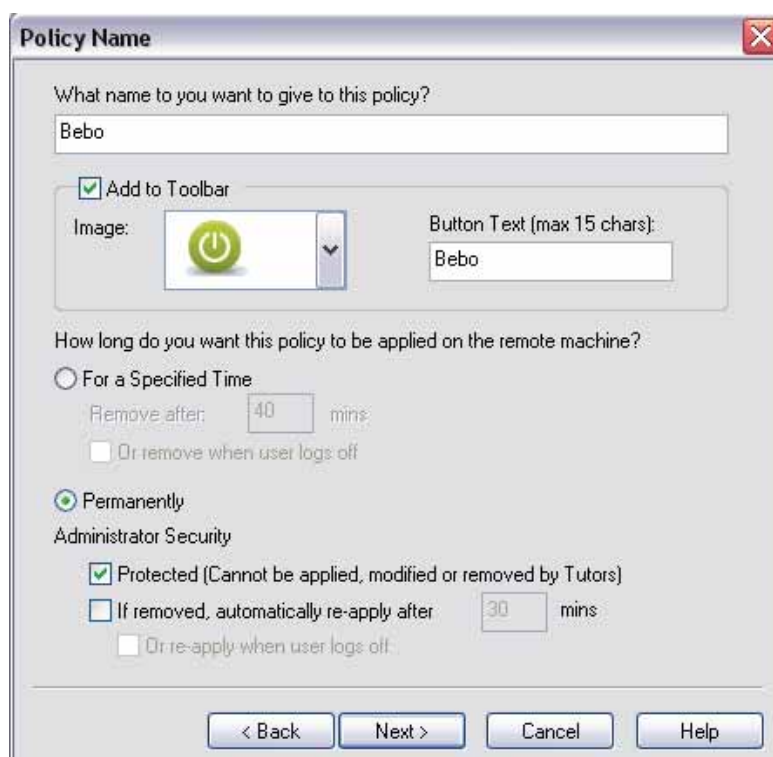 Policy Name
What name to you want to give to this policy?
Bebo
Add to Toolbar
Image:
Button Text (max 15 chars):
Bebo
How long do you want this policy to be applied on the remote machine?
For a Specified Time
Remove after: 40 mins
Or remove when user logs off
Permanently
Administrator Security
Protected (Cannot be applied, modified or removed by Tutors)
If removed, automatically re-apply after 30 mins
Or re-apply when user logs off
< Back Next > Cancel Help